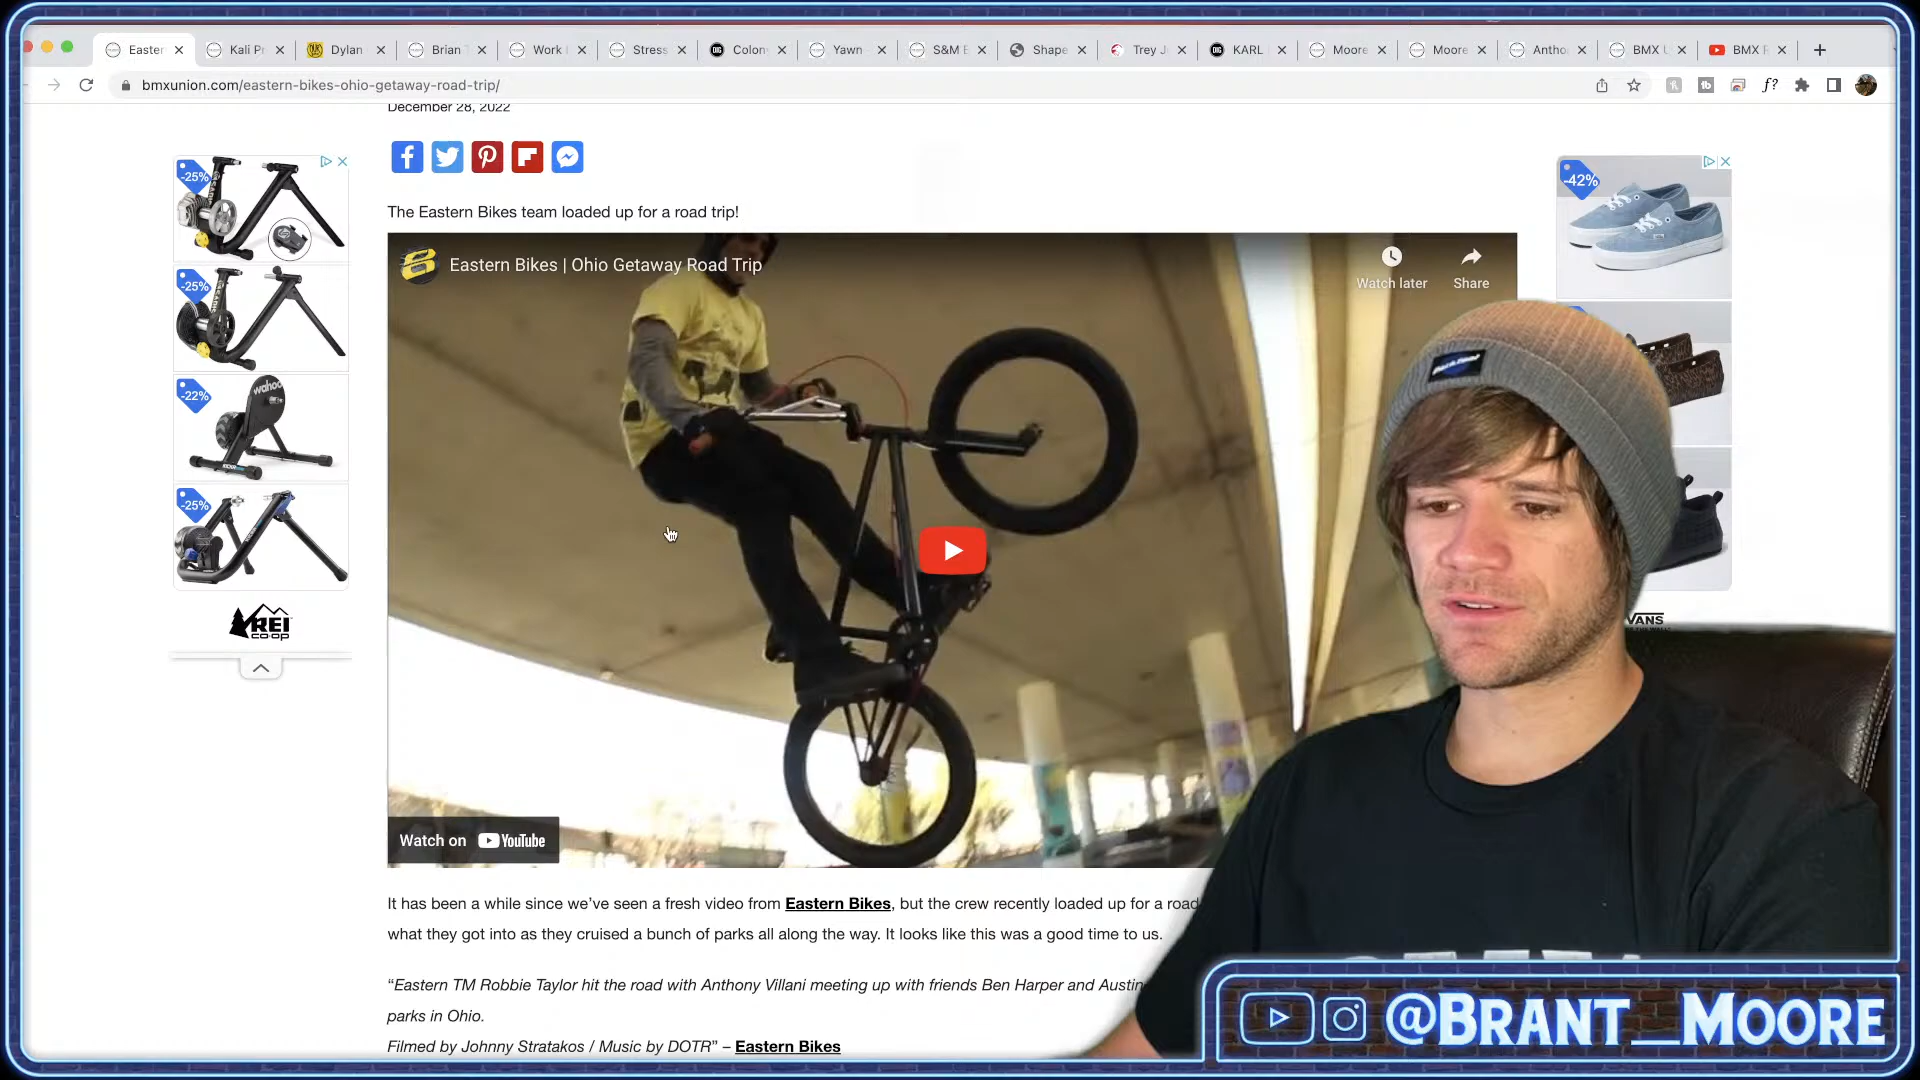 Easter
Kali Pr
Dylan
Brian T
Work
Stress
Colon
Yawn -
S&M B
Shape
Trey J
KARL
Moore
Moore
Antho
BMX U
BMX R
bmxunion.com/eastern-bikes-ohio-getaway-road-trip/
December 28, 2022
The Eastern Bikes team loaded up for a road trip!
Eastern Bikes | Ohio Getaway Road Trip
Watch later
Share
-25%
-25%
-22%
wahoo
-25%
REI
co-op
-42%
VANS
Watch on YouTube
It has been a while since we've seen a fresh video from Eastern Bikes, but the crew recently loaded up for a road
what they got into as they cruised a bunch of parks all along the way. It looks like this was a good time to us.
“Eastern TM Robbie Taylor hit the road with Anthony Villani meeting up with friends Ben Harper and Austin
parks in Ohio.
Filmed by Johnny Stratakos / Music by DOTR” – Eastern Bikes
@BRANT_MOORE